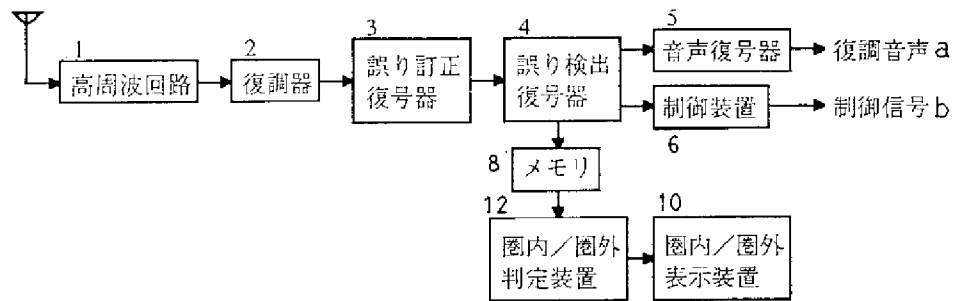 1
高周波回路
2
復調器
3
誤り訂正
復号器
4
誤り検出
復号器
5
音声復号器
復調音声a
制御装置
6
制御信号b
8
メモリ
12
圏内／圏外
判定装置
10
圏内／圏外
表示装置